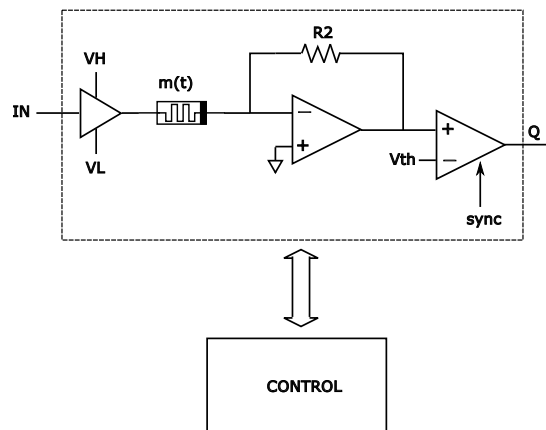 R2
VH
m(t)
IN
VL
−
+
+
Vth
−
Q
sync
CONTROL